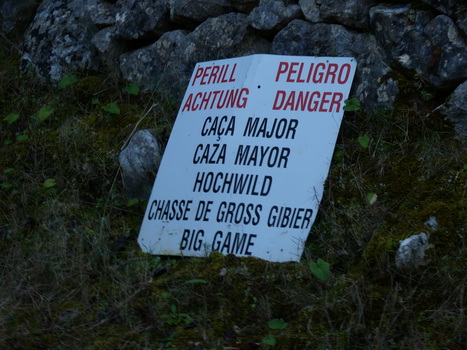 PERILL PELIGRO
ACHTUNG DANGER
CAÇA MAJOR
CAZA MAYOR
HOCHWILD
CHASSE DE GROSS GIBIER
BIG GAME